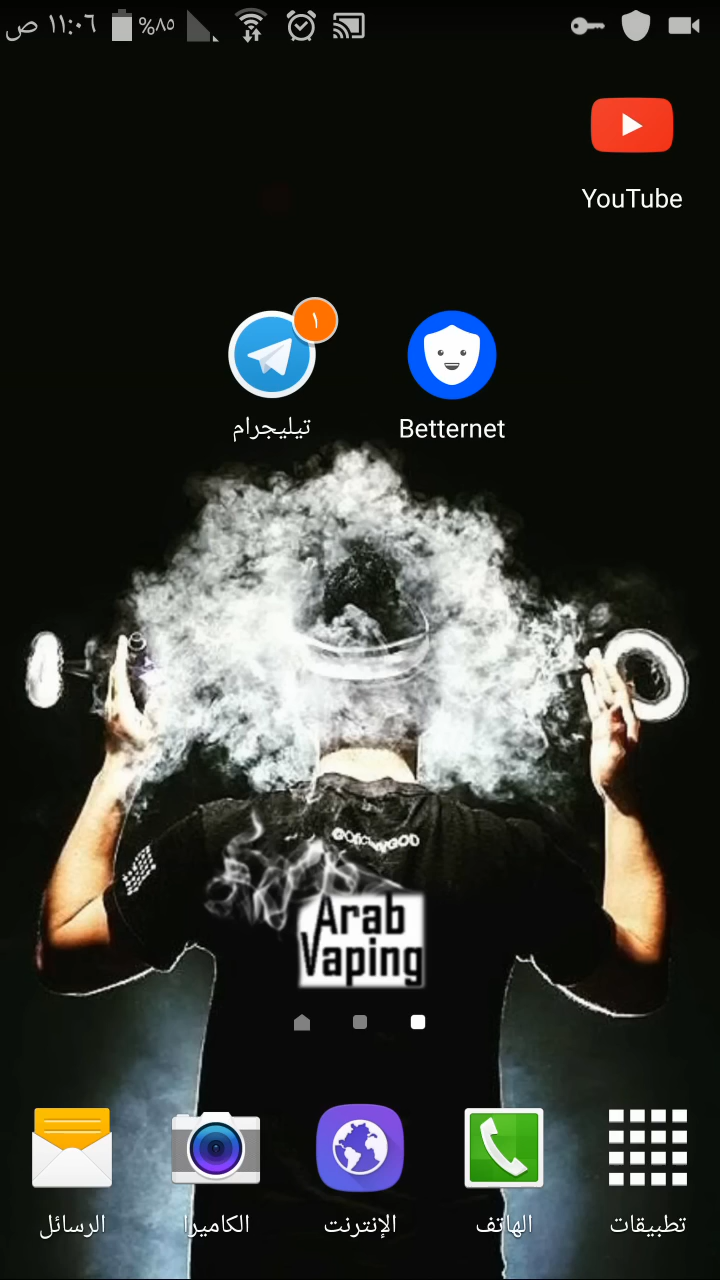 ١١:٠٦ ص
%٨٥
YouTube
١
تيليجرام
Betternet
Arab
Vaping
الرسائل
الكاميرا
الإنترنت
الهاتف
تطبيقات